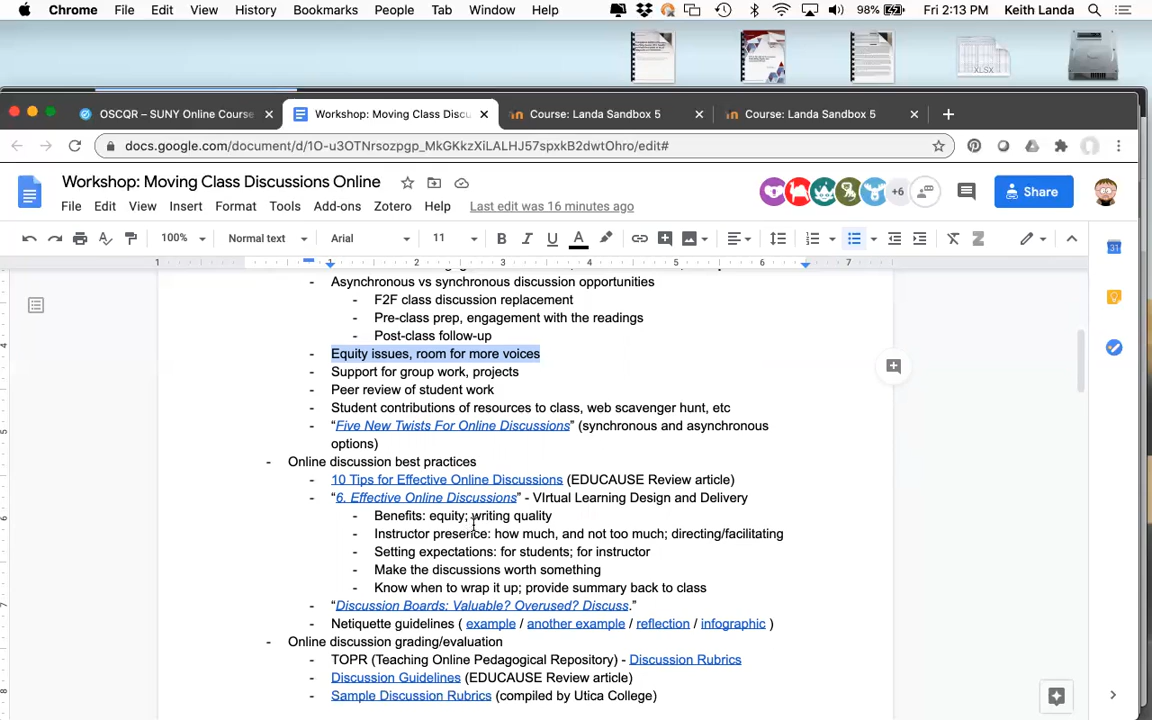 Chrome File Edit View History Bookmarks People Tab Window Help 98% Fri 2:13 PM Keith Landa
XLSX
OSCQR – SUNY Online Course Workshop: Moving Class Discu Course: Landa Sandbox 5 Course: Landa Sandbox 5
docs.google.com/document/d/1O-u3OTNrsozpgp_MkGKkzXiLALHJ57spxkB2dwtOhro/edit#
Workshop: Moving Class Discussions Online
+6 Share
File Edit View Insert Format Tools Add-ons Zotero Help Last edit was 16 minutes ago
100% Normal text Arial 11 B I U A
1 1 2 3 4 5 6 7
- Asynchronous vs synchronous discussion opportunities
- F2F class discussion replacement
- Pre-class prep, engagement with the readings
- Post-class follow-up
- Equity issues, room for more voices
- Support for group work, projects
- Peer review of student work
- Student contributions of resources to class, web scavenger hunt, etc
- “Five New Twists For Online Discussions” (synchronous and asynchronous
options)
- Online discussion best practices
- 10 Tips for Effective Online Discussions (EDUCAUSE Review article)
- “6. Effective Online Discussions” - VIrtual Learning Design and Delivery
- Benefits: equity; writing quality
- Instructor presence: how much, and not too much; directing/facilitating
- Setting expectations: for students; for instructor
- Make the discussions worth something
- Know when to wrap it up; provide summary back to class
- “Discussion Boards: Valuable? Overused? Discuss.”
- Netiquette guidelines ( example / another example / reflection / infographic )
- Online discussion grading/evaluation
- TOPR (Teaching Online Pedagogical Repository) - Discussion Rubrics
- Discussion Guidelines (EDUCAUSE Review article)
- Sample Discussion Rubrics (compiled by Utica College)